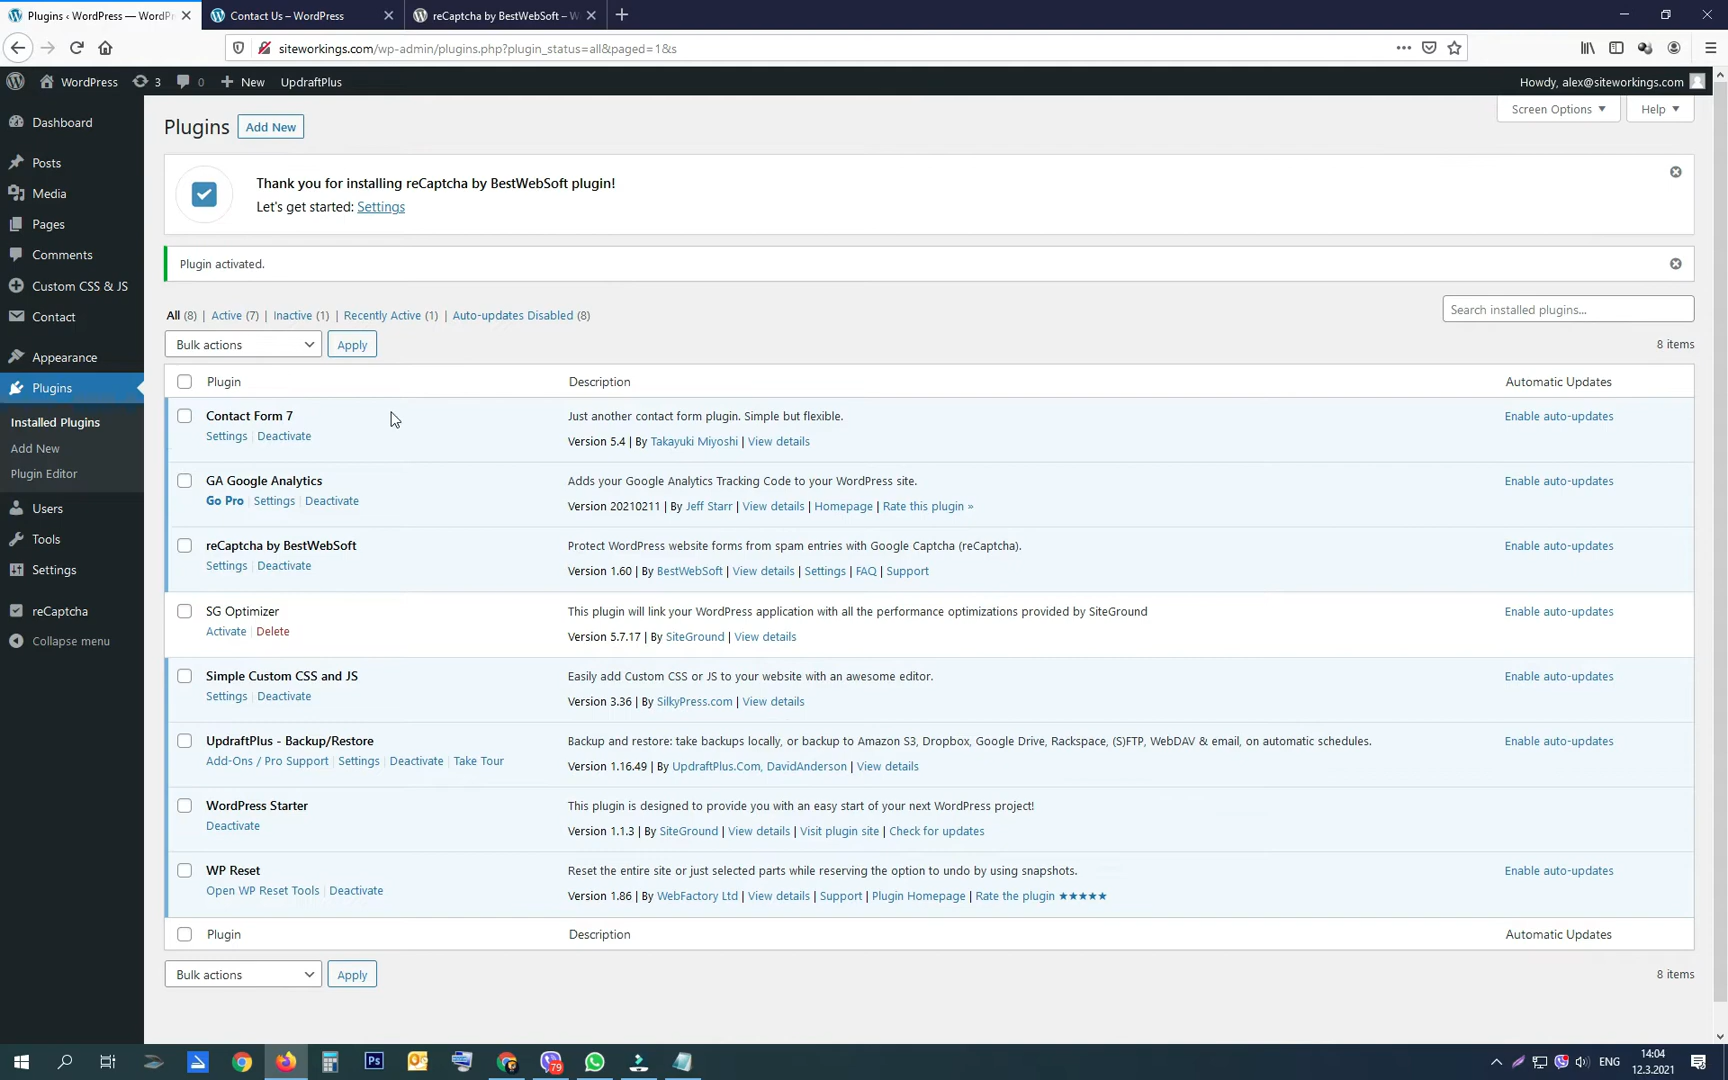 Plugins ‹ WordPress — WordPr
Contact Us – WordPress
reCaptcha by BestWebSoft – W
siteworkings.com/wp-admin/plugins.php?plugin_status=all&paged=1&s
WordPress
3
0
New
UpdraftPlus
Howdy, alex@siteworkings.com
Dashboard
Posts
Media
Pages
Comments
Custom CSS & JS
Contact
Appearance
Plugins
Installed Plugins
Add New
Plugin Editor
Users
Tools
Settings
reCaptcha
Collapse menu
Plugins
Add New
Screen Options
Help
Thank you for installing reCaptcha by BestWebSoft plugin!
Let's get started: Settings
Plugin activated.
All (8) | Active (7) | Inactive (1) | Recently Active (1) | Auto-updates Disabled (8)
Search installed plugins...
Bulk actions
Apply
8 items
Plugin
Description
Automatic Updates
Contact Form 7
Settings | Deactivate
Just another contact form plugin. Simple but flexible.
Version 5.4 | By Takayuki Miyoshi | View details
Enable auto-updates
GA Google Analytics
Go Pro | Settings | Deactivate
Adds your Google Analytics Tracking Code to your WordPress site.
Version 20210211 | By Jeff Starr | View details | Homepage | Rate this plugin »
Enable auto-updates
reCaptcha by BestWebSoft
Settings | Deactivate
Protect WordPress website forms from spam entries with Google Captcha (reCaptcha).
Version 1.60 | By BestWebSoft | View details | Settings | FAQ | Support
Enable auto-updates
SG Optimizer
Activate | Delete
This plugin will link your WordPress application with all the performance optimizations provided by SiteGround
Version 5.7.17 | By SiteGround | View details
Enable auto-updates
Simple Custom CSS and JS
Settings | Deactivate
Easily add Custom CSS or JS to your website with an awesome editor.
Version 3.36 | By SilkyPress.com | View details
Enable auto-updates
UpdraftPlus - Backup/Restore
Add-Ons / Pro Support | Settings | Deactivate | Take Tour
Backup and restore: take backups locally, or backup to Amazon S3, Dropbox, Google Drive, Rackspace, (S)FTP, WebDAV & email, on automatic schedules.
Version 1.16.49 | By UpdraftPlus.Com, DavidAnderson | View details
Enable auto-updates
WordPress Starter
Deactivate
This plugin is designed to provide you with an easy start of your next WordPress project!
Version 1.1.3 | By SiteGround | View details | Visit plugin site | Check for updates
WP Reset
Open WP Reset Tools | Deactivate
Reset the entire site or just selected parts while reserving the option to undo by using snapshots.
Version 1.86 | By WebFactory Ltd | View details | Support | Plugin Homepage | Rate the plugin ★★★★★
Enable auto-updates
Plugin
Description
Automatic Updates
Bulk actions
Apply
8 items
Ps
79
ENG
14:04
12.3.2021